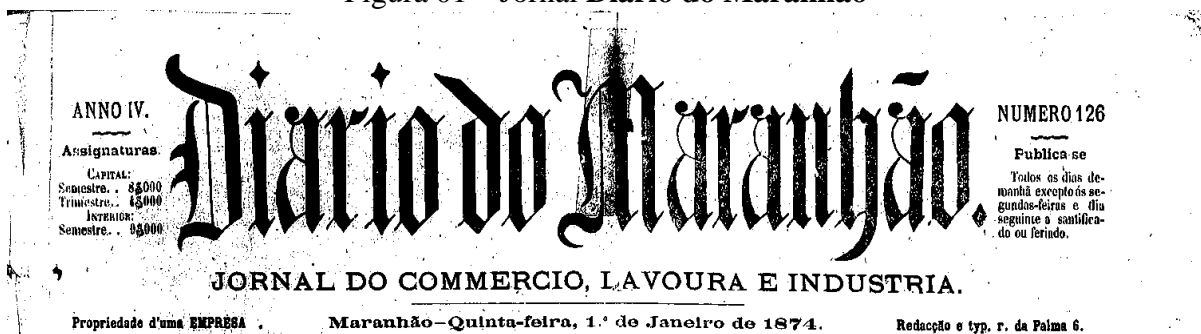 Figura 01 – Jornal Diario do Maranhão
ANNO IV.
Assignaturas.
CAPITAL:
Semestre. . 8$000
Trimestre. . 4$000
INTERIOR:
Semestre. . 9$000
Diario do Maranhão.
NUMERO 126
Publica-se
Todos os dias de-
manhã excepto ás se-
gundas-feiras e dia
seguinte a santifica-
do ou feriado.
JORNAL DO COMMERCIO, LAVOURA E INDUSTRIA.
Propriedade d'uma EMPRESA .
Maranhão–Quinta-feira, 1.º de Janeiro de 1874.
Redacção e typ. r. da Palma 6.